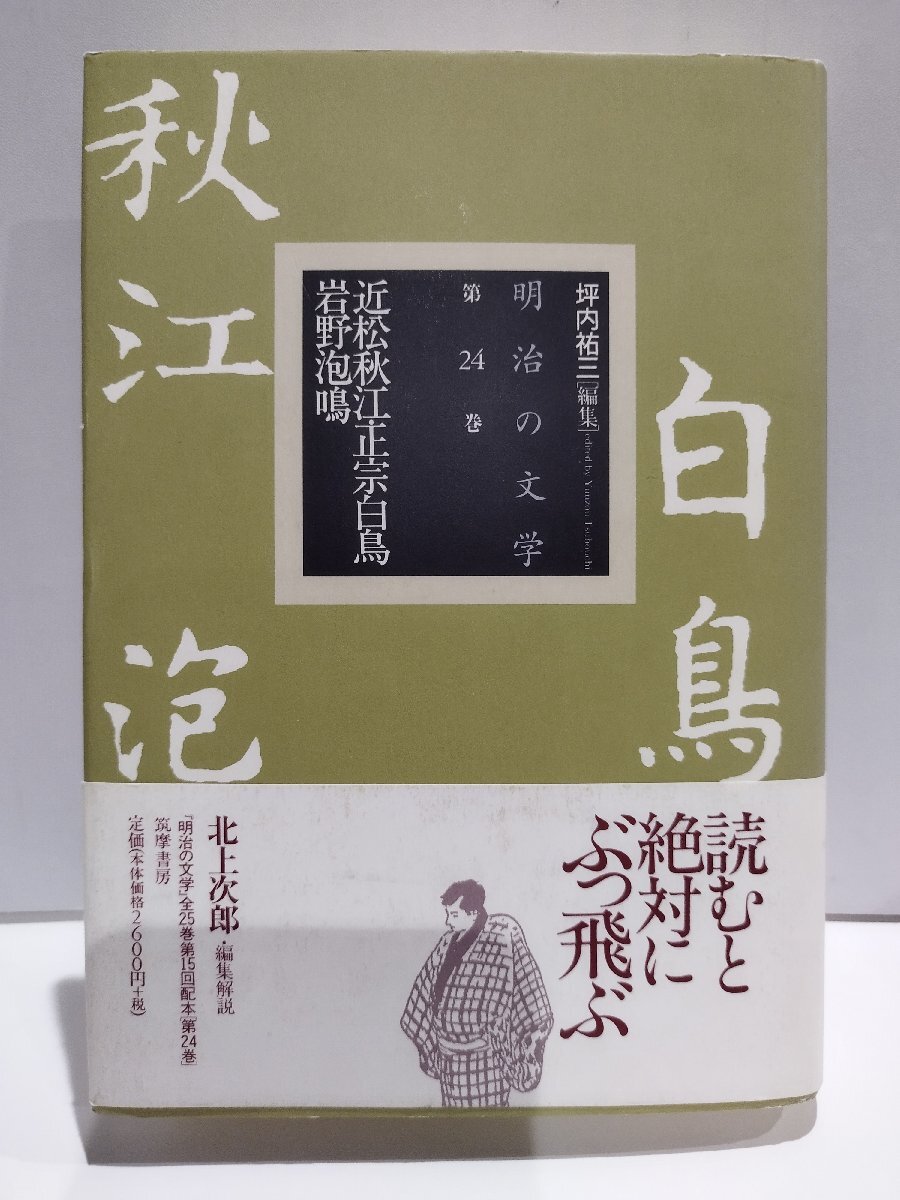 秋江
白鳥
泡
坪内祐三[編集]edited by Yuuzou Tsubouchi
明治の文学
第24巻
近松秋江・正宗白鳥
岩野泡鳴
読むと
絶対に
ぶっ飛ぶ
北上次郎・編集解説
『明治の文学』全25巻第15回配本[第24巻]
筑摩書房
定価(本体価格2600円+税)